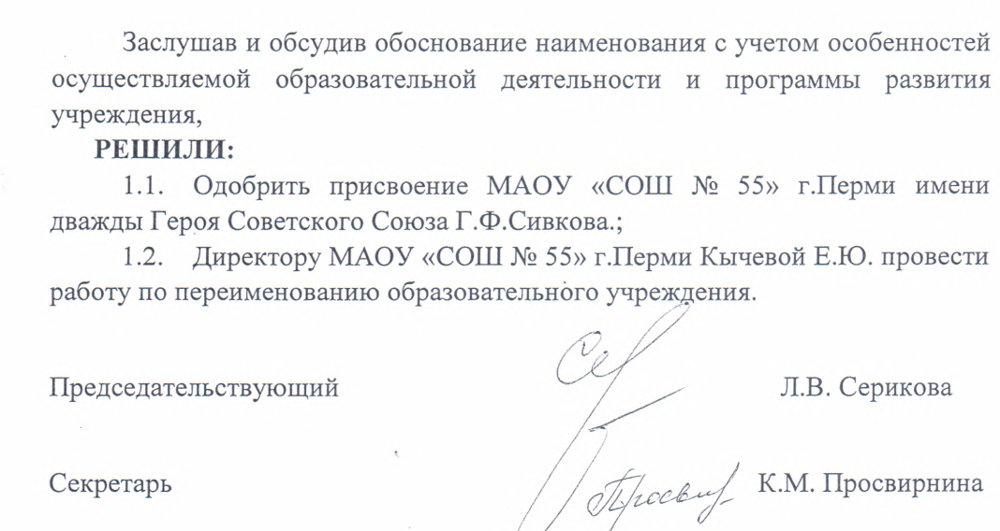 Заслушав и обсудив обоснование наименования с учетом особенностей
осуществляемой образовательной деятельности и программы развития
учреждения,
РЕШИЛИ:
1.1. Одобрить присвоение МАОУ «СОШ № 55» г.Перми имени
дважды Героя Советского Союза Г.Ф.Сивкова.;
1.2. Директору МАОУ «СОШ № 55» г.Перми Кычевой Е.Ю. провести
работу по переименованию образовательного учреждения.
Председательствующий Л.В. Серикова
Секретарь К.М. Просвирнина